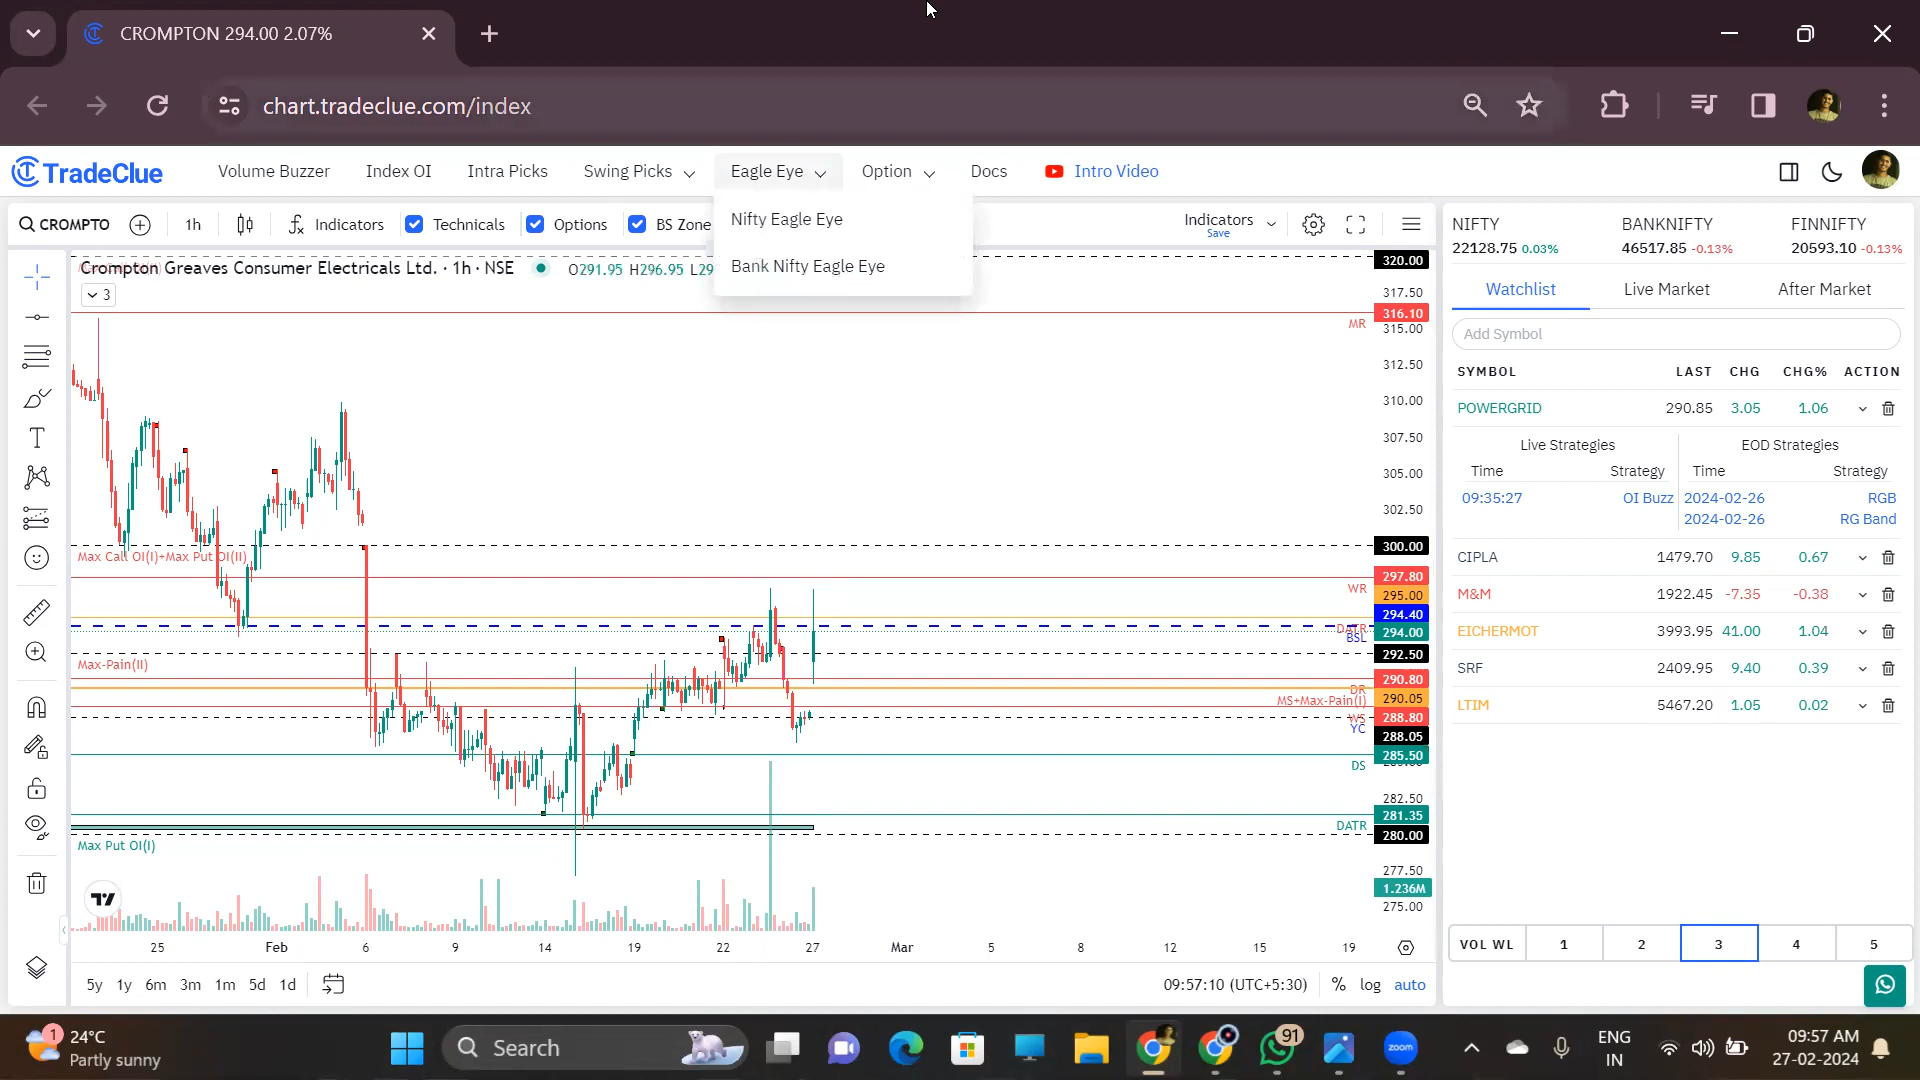 CROMPTON 294.00 2.07%
chart.tradeclue.com/index
TradeClue
Volume Buzzer
Index OI
Intra Picks
Swing Picks
Eagle Eye
Option
Docs
Intro Video
Nifty Eagle Eye
Bank Nifty Eagle Eye
CROMPTO
1h
Indicators
Technicals
Options
BS Zone
Indicators
Save
Crompton Greaves Consumer Electricals Ltd. · 1h · NSE
O291.95 H296.95 L29
3
MR
Max Call OI(I)+Max Put OI(II)
WR
DATR
BSL
Max-Pain(II)
DR
MS+Max-Pain(I)
WS
YC
DS
DATR
Max Put OI(I)
320.00
317.50
316.10
315.00
312.50
310.00
307.50
305.00
302.50
300.00
297.80
295.00
294.40
294.00
292.50
290.80
290.05
288.80
288.05
285.50
282.50
281.35
280.00
277.50
1.236M
275.00
25 Feb 6 9 14 19 22 27 Mar 5 8 12 15 19
5y 1y 6m 3m 1m 5d 1d
09:57:10 (UTC+5:30) % log auto
NIFTY BANKNIFTY FINNIFTY
22128.75 0.03% 46517.85 -0.13% 20593.10 -0.13%
Watchlist Live Market After Market
Add Symbol
SYMBOL LAST CHG CHG% ACTION
POWERGRID 290.85 3.05 1.06
Live Strategies EOD Strategies
Time Strategy Time Strategy
09:35:27 OI Buzz 2024-02-26 RGB
2024-02-26 RG Band
CIPLA 1479.70 9.85 0.67
M&M 1922.45 -7.35 -0.38
EICHERMOT 3993.95 41.00 1.04
SRF 2409.95 9.40 0.39
LTIM 5467.20 1.05 0.02
VOL WL 1 2 3 4 5
1
24°C
Partly sunny
Search
91
zoom
ENG
IN
09:57 AM
27-02-2024